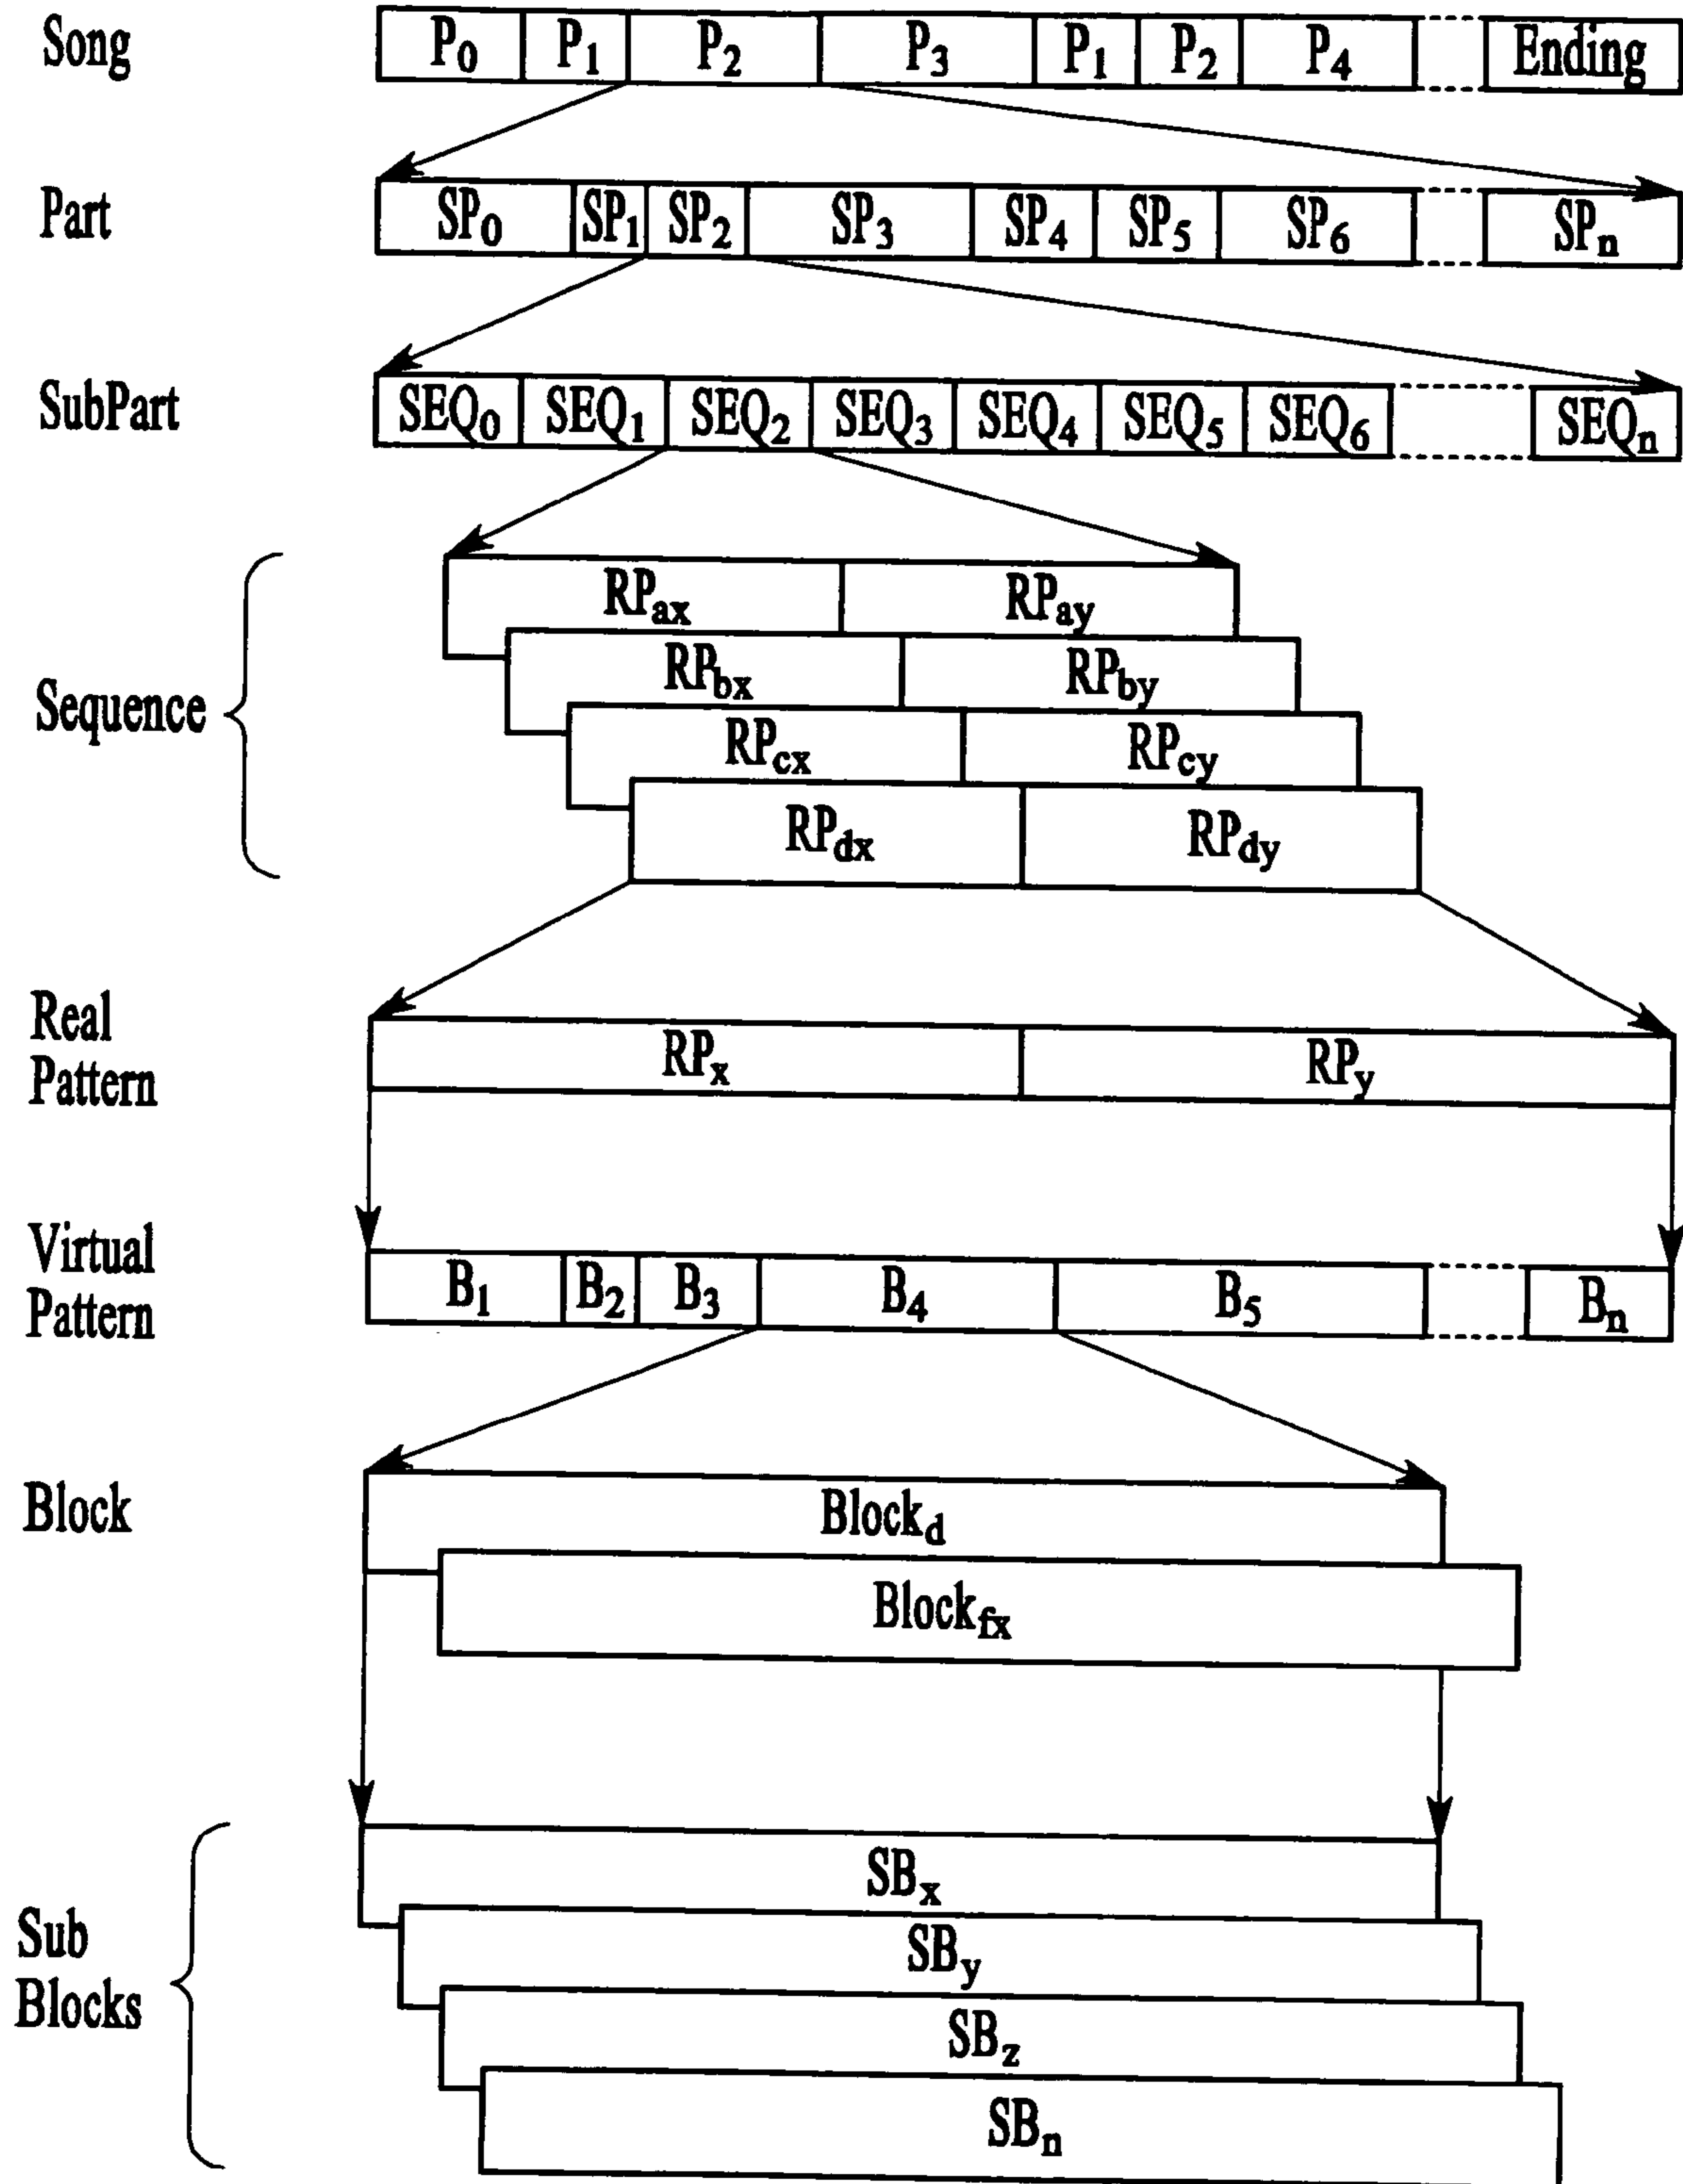 Song P₀ P₁ P₂ P₃ P₁ P₂ P₄ Ending
Part SP₀ SP₁ SP₂ SP₃ SP₄ SP₅ SP₆ SPₙ
SubPart SEQ₀ SEQ₁ SEQ₂ SEQ₃ SEQ₄ SEQ₅ SEQ₆ SEQₙ
Sequence
RPax RPay
RPbx RPby
RPcx RPcy
RPdx RPdy
Real
Pattern
RPx RPy
Virtual
Pattern
B₁ B₂ B₃ B₄ B₅ Bₙ
Block
Blockd
Blockfx
Sub
Blocks
SBx
SBy
SBz
SBn